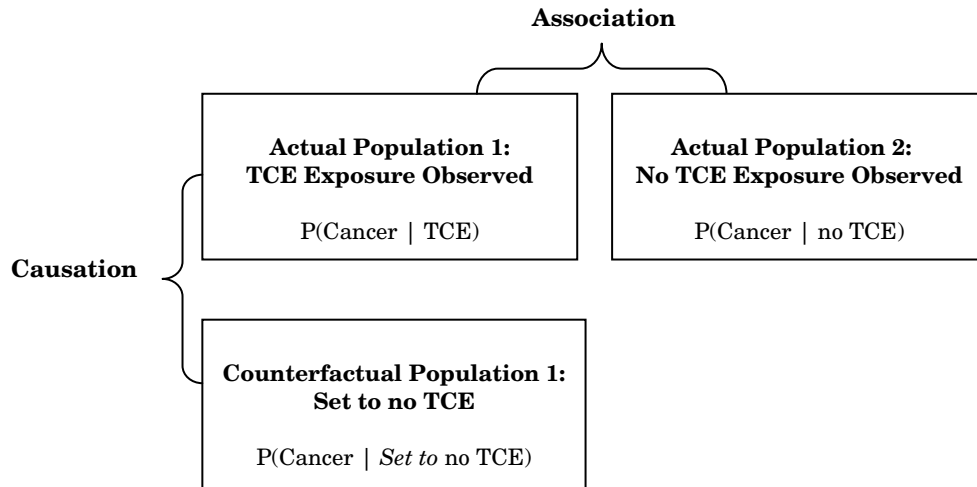 Association
Actual Population 1:
TCE Exposure Observed
P(Cancer | TCE)
Actual Population 2:
No TCE Exposure Observed
P(Cancer | no TCE)
Causation
Counterfactual Population 1:
Set to no TCE
P(Cancer | Set to no TCE)